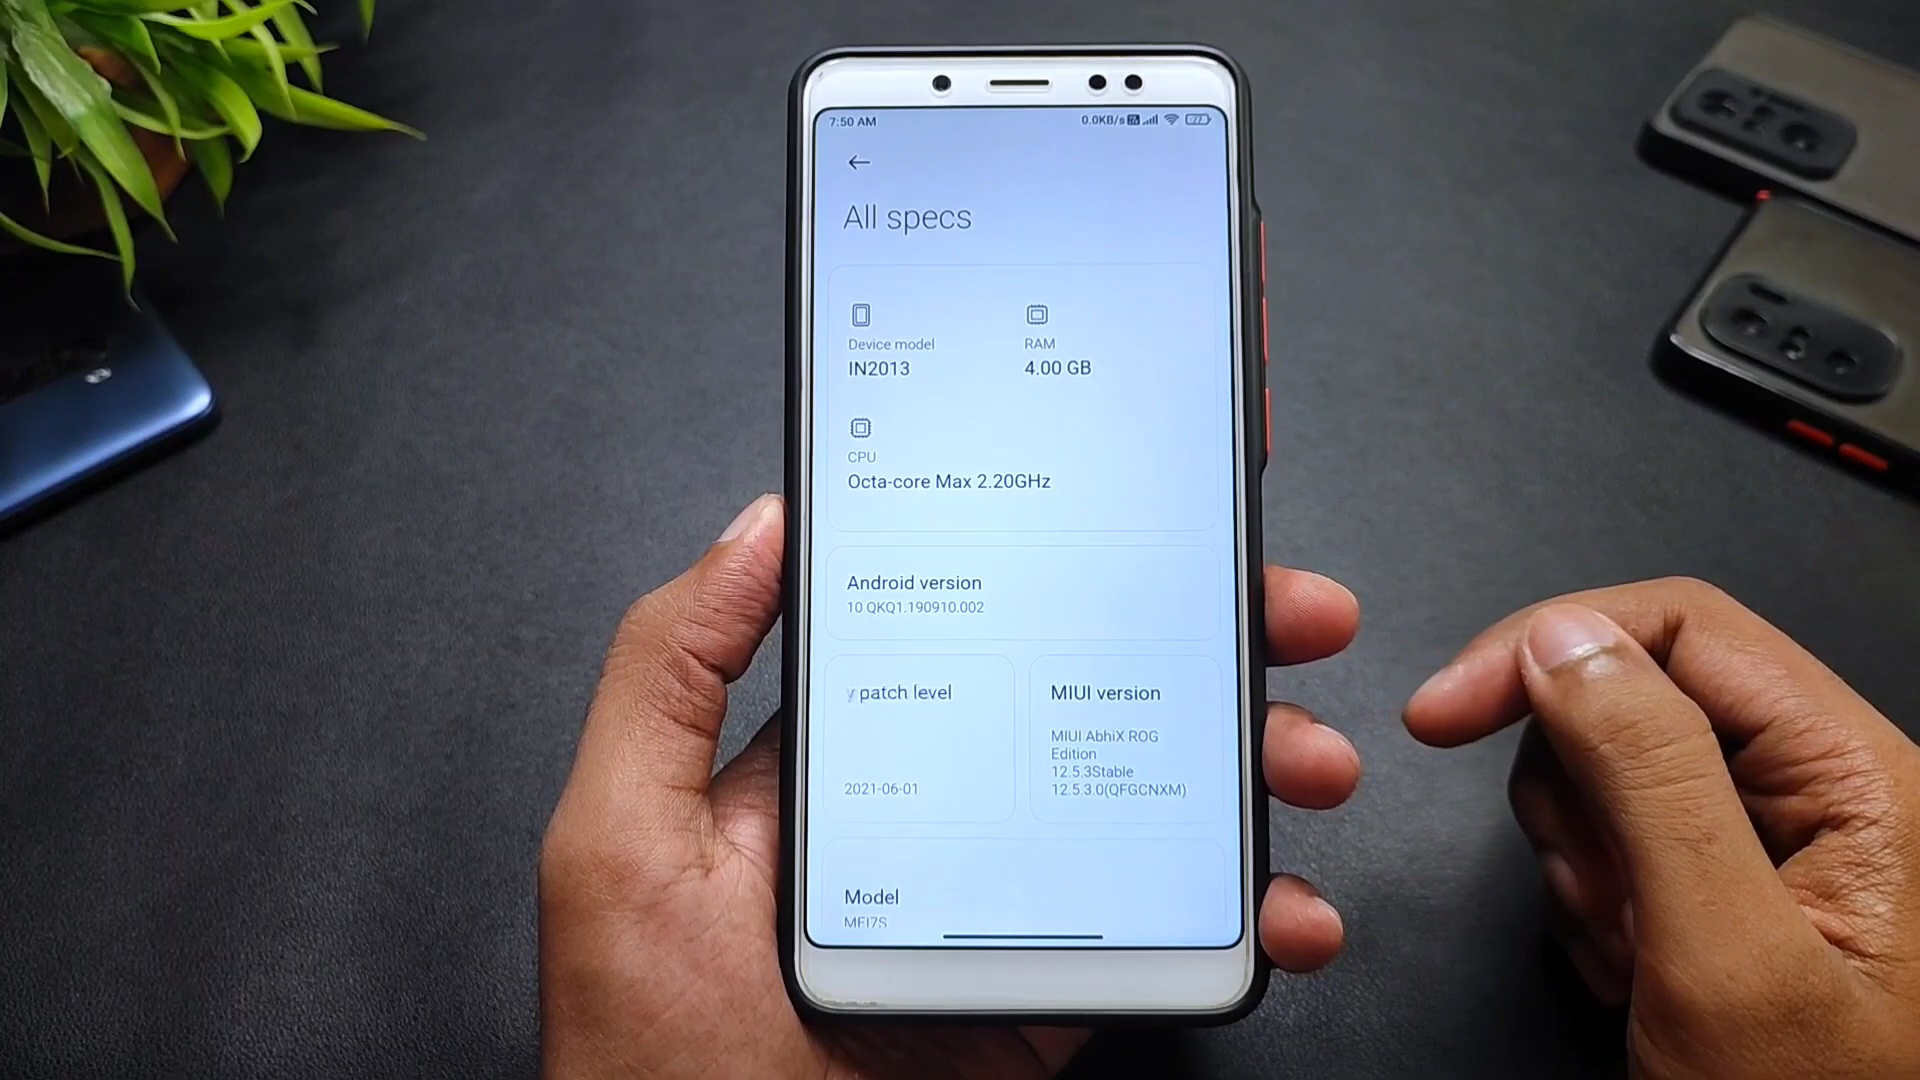 7:50 AM 0.0KB/s
All specs
Device model
IN2013
RAM
4.00 GB
CPU
Octa-core Max 2.20GHz
Android version
10 QKQ1.190910.002
y patch level
2021-06-01
MIUI version
MIUI AbhiX ROG
Edition
12.5.3Stable
12.5.3.0(QFGCNXM)
Model
MEI7S